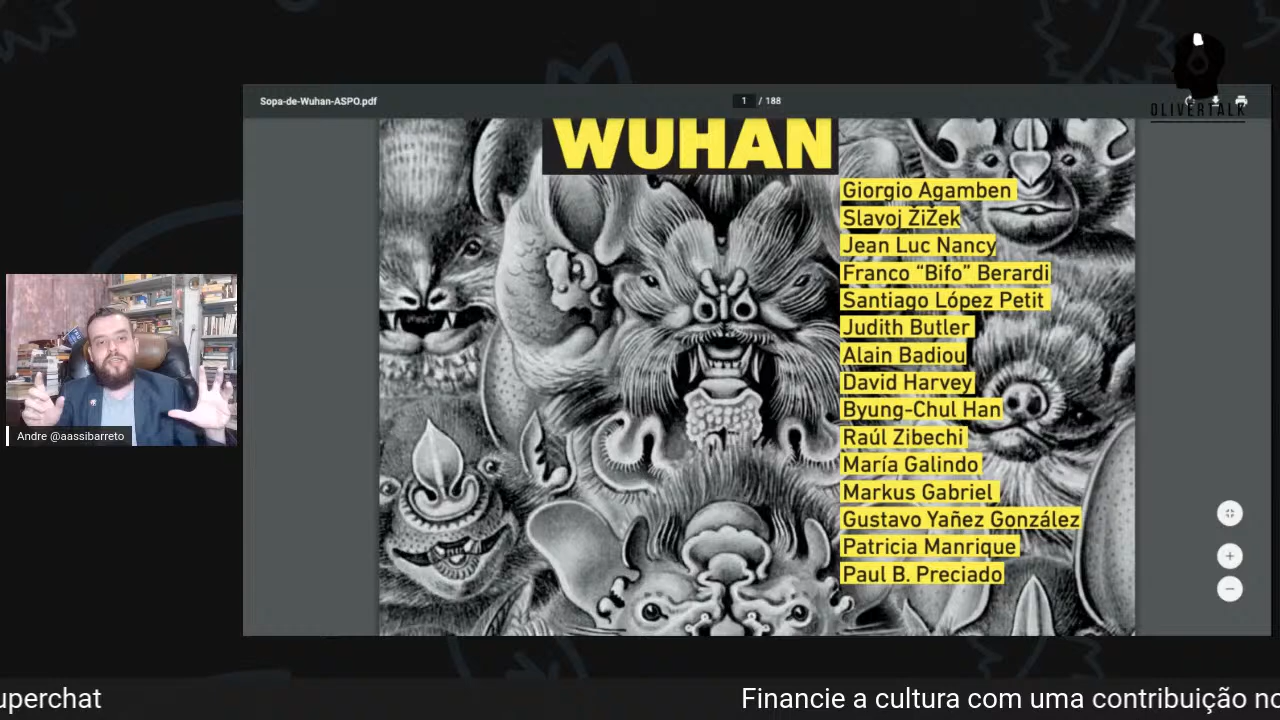 OLIVERTALK
Sopa-de-Wuhan-ASPO.pdf
1 / 188
WUHAN
Giorgio Agamben
Slavoj ZiZek
Jean Luc Nancy
Franco “Bifo” Berardi
Santiago López Petit
Judith Butler
Alain Badiou
David Harvey
Byung-Chul Han
Raúl Zibechi
María Galindo
Markus Gabriel
Gustavo Yañez González
Patricia Manrique
Paul B. Preciado
Andre @aassibarreto
uperchat
Financie a cultura com uma contribuição no